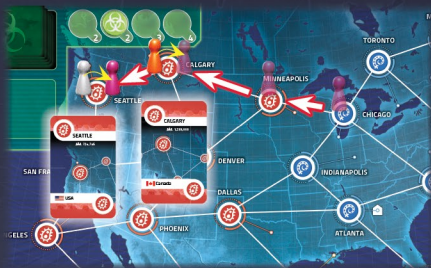 2
2
3
4
TORONTO
CALGARY
MINNEAPOLIS
SEATTLE
CHICAGO
SEATTLE
CALGARY
SAN FRA
DENVER
INDIANAPOLIS
USA
Canada
DALLAS
PHOENIX
GELES
ATLANTA